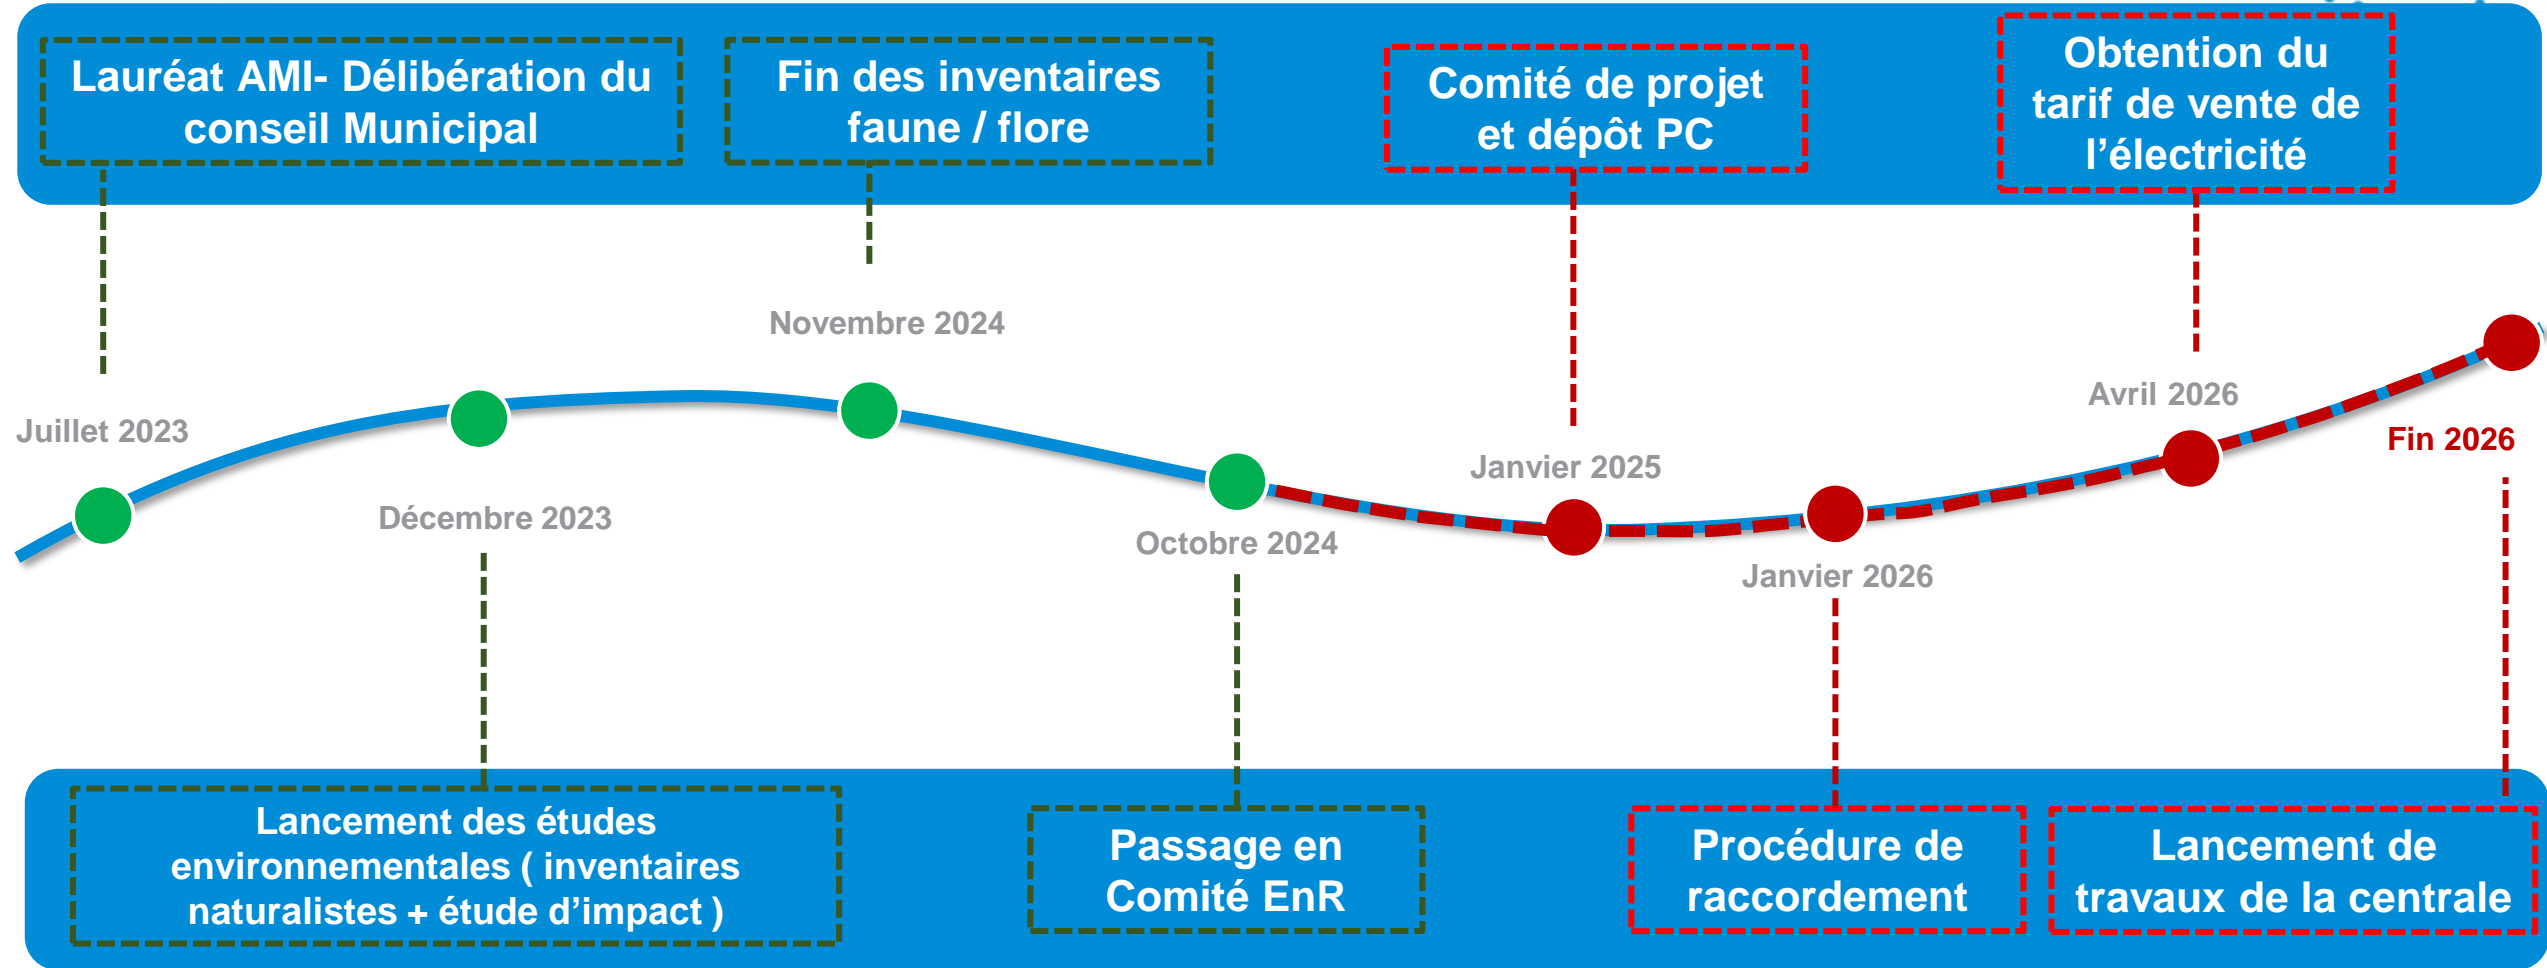 Lauréat AMI- Délibération du
conseil Municipal
Fin des inventaires
faune / flore
Comité de projet
et dépôt PC
Obtention du
tarif de vente de
l’électricité
Juillet 2023
Décembre 2023
Novembre 2024
Octobre 2024
Janvier 2025
Janvier 2026
Avril 2026
Fin 2026
Lancement des études
environnementales ( inventaires
naturalistes + étude d’impact )
Passage en
Comité EnR
Procédure de
raccordement
Lancement de
travaux de la centrale